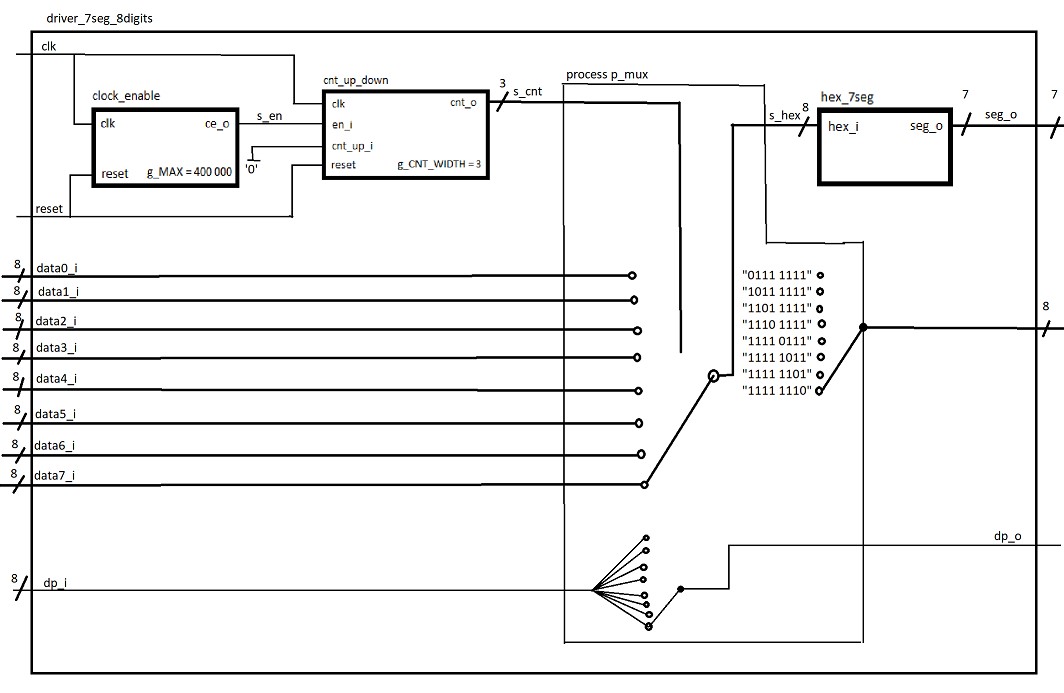 driver_7seg_8digits
clk
clock_enable
clk
ce_o
reset
g_MAX = 400 000
s_en
cnt_up_down
clk
cnt_o
en_i
cnt_up_i
reset
g_CNT_WIDTH = 3
'0'
reset
3
s_cnt
process p_mux
s_hex
8
hex_7seg
hex_i
seg_o
7
seg_o
7
8
data0_i
8
data1_i
8
data2_i
8
data3_i
8
data4_i
8
data5_i
8
data6_i
8
data7_i
"0111 1111"
"1011 1111"
"1101 1111"
"1110 1111"
"1111 0111"
"1111 1011"
"1111 1101"
"1111 1110"
8
dp_o
8
dp_i